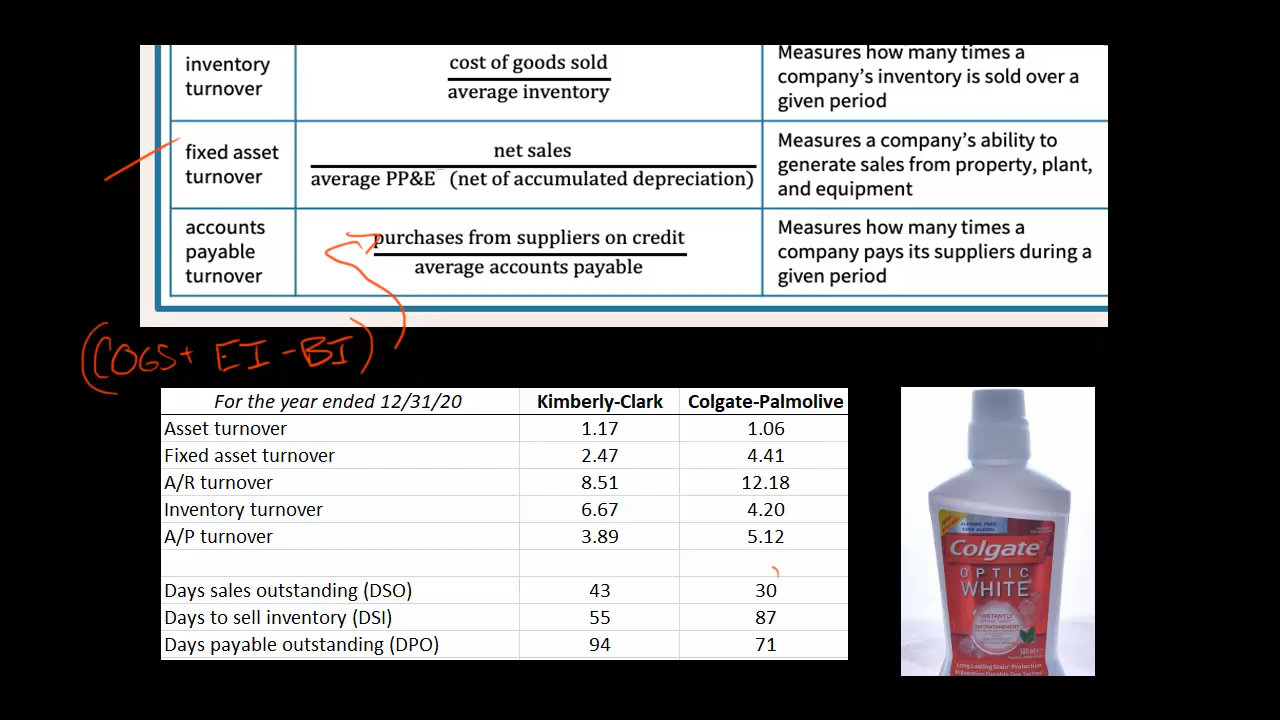 inventory turnover
cost of goods sold
average inventory
Measures how many times a
company's inventory is sold over a
given period
fixed asset turnover
net sales
average PP&E (net of accumulated depreciation)
Measures a company's ability to
generate sales from property, plant,
and equipment
accounts payable turnover
purchases from suppliers on credit
average accounts payable
Measures how many times a
company pays its suppliers during a
given period
(COGS+ EI - BI)
For the year ended 12/31/20 Kimberly-Clark Colgate-Palmolive
Asset turnover 1.17 1.06
Fixed asset turnover 2.47 4.41
A/R turnover 8.51 12.18
Inventory turnover 6.67 4.20
A/P turnover 3.89 5.12
Days sales outstanding (DSO) 43 30
Days to sell inventory (DSI) 55 87
Days payable outstanding (DPO) 94 71
Colgate
OPTIC
WHITE